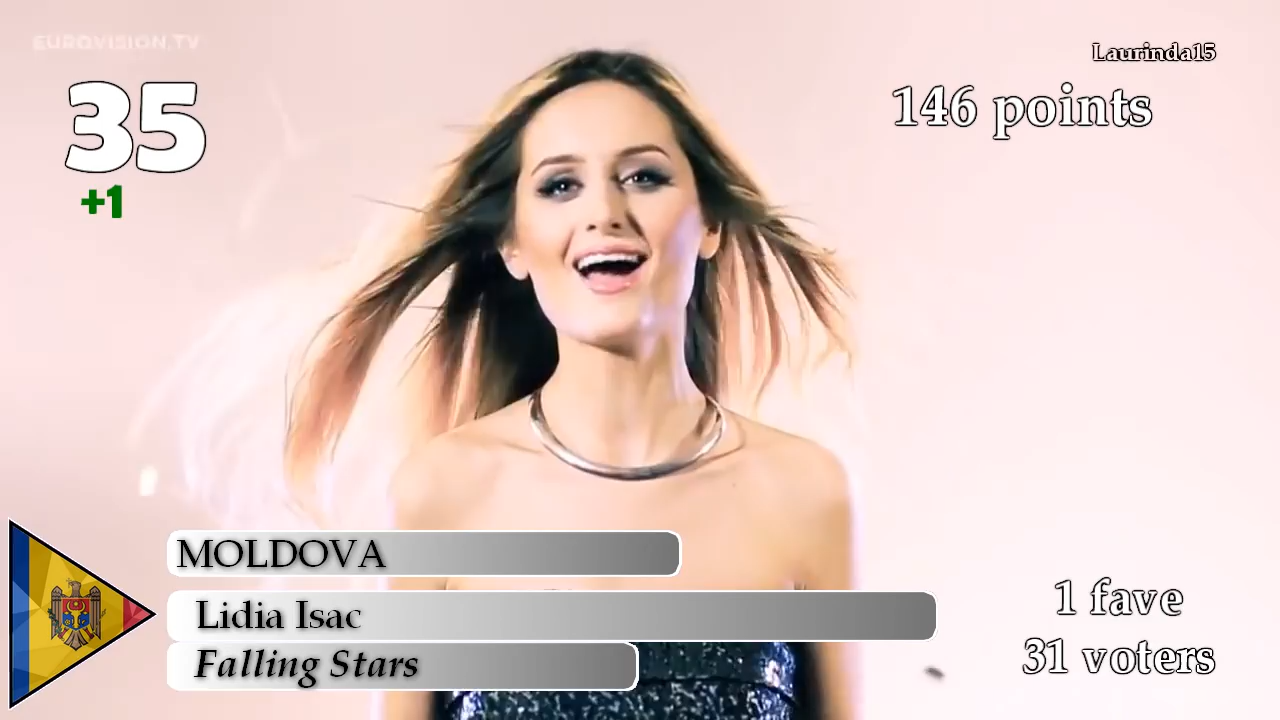 EUROVISION.TV
Laurinda15
35
146 points
+1
MOLDOVA
Lidia Isac
Falling Stars
1 fave
31 voters